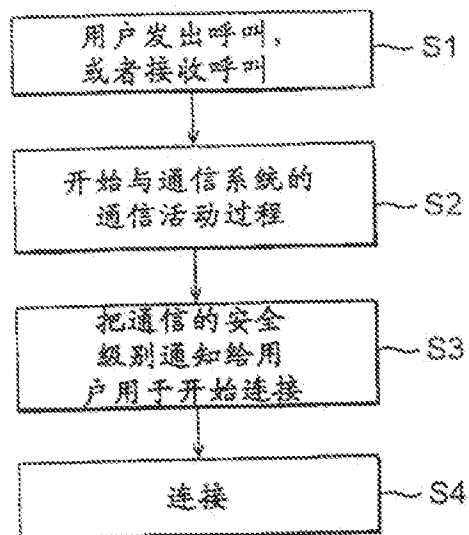 用户发出呼叫,
或者接收呼叫
S1
开始与通信系统的
通信活动过程
S2
把通信的安全
级别通知给用
户用于开始连接
S3
连接
S4